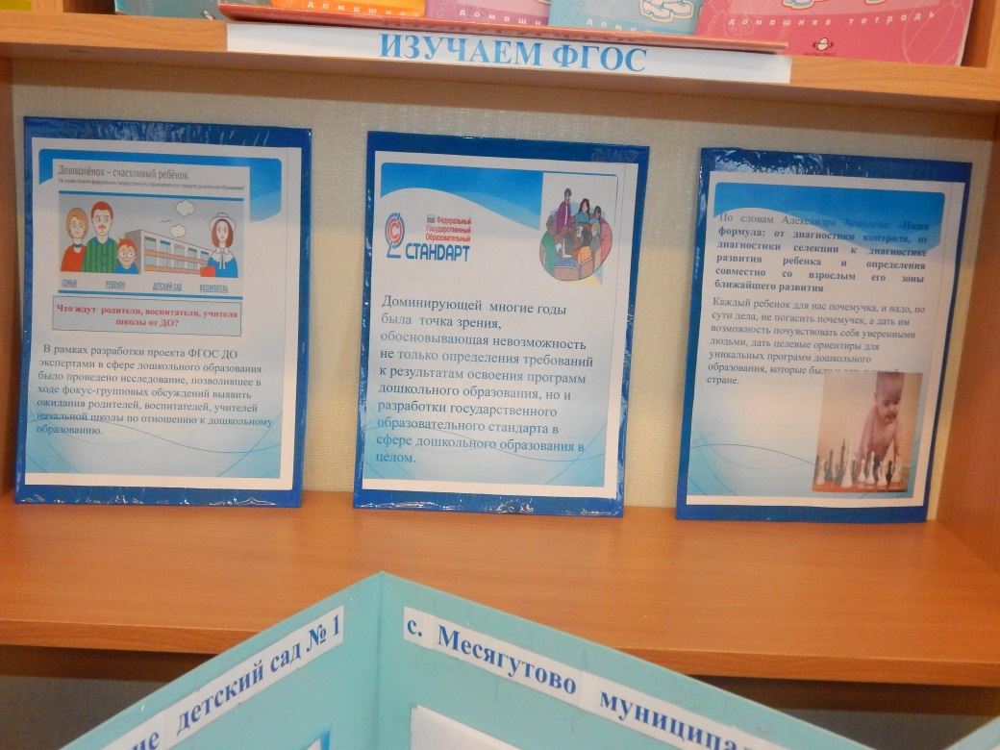 домашняя тетрадь
ИЗУЧАЕМ ФГОС
Дошколёнок – счастливый ребёнок
СЕМЬЯ РЕБЕНОК ДЕТСКИЙ САД ВОСПИТАТЕЛЬ
Что ждут родители, воспитатели, учителя
школы от ДО?
В рамках разработки проекта ФГОС ДО
экспертами в сфере дошкольного образования
было проведено исследование, позволившее в
ходе фокус-групповых обсуждений выявить
ожидания родителей, воспитателей, учителей
начальной школы по отношению к дошкольному
образованию.
Федеральный
Государственный
Образовательный
СТАНДАРТ
Доминирующей многие годы
была точка зрения,
обосновывающая невозможность
не только определения требований
к результатам освоения программ
дошкольного образования, но и
разработки государственного
образовательного стандарта в
сфере дошкольного образования в
целом.
По словам Александра Асмолова: «Наша
формула: от диагностики контроля, от
диагностики селекции к диагностике
развития ребенка и определения
совместно со взрослым его зоны
ближайшего развития
Каждый ребенок для нас почемучка, и надо, по
сути дела, не погасить почемучек, а дать им
возможность почувствовать себя уверенными
людьми, дать целевые ориентиры для
уникальных программ дошкольного
образования, которые были
стране.
детский сад № 1
с. Месягутово